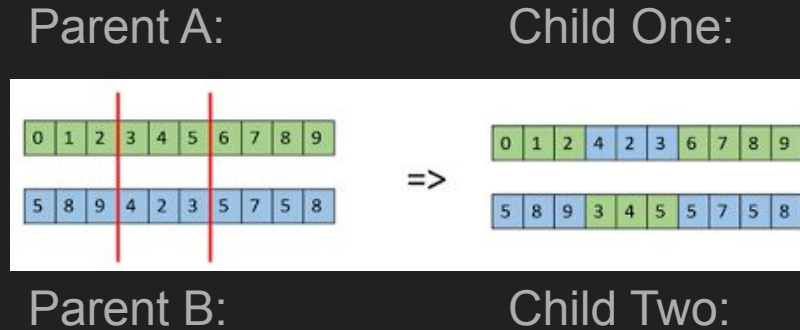 Parent A: Child One:
0 1 2 3 4 5 6 7 8 9 0 1 2 4 2 3 6 7 8 9
=>
5 8 9 4 2 3 5 7 5 8 5 8 9 3 4 5 5 7 5 8
Parent B: Child Two: